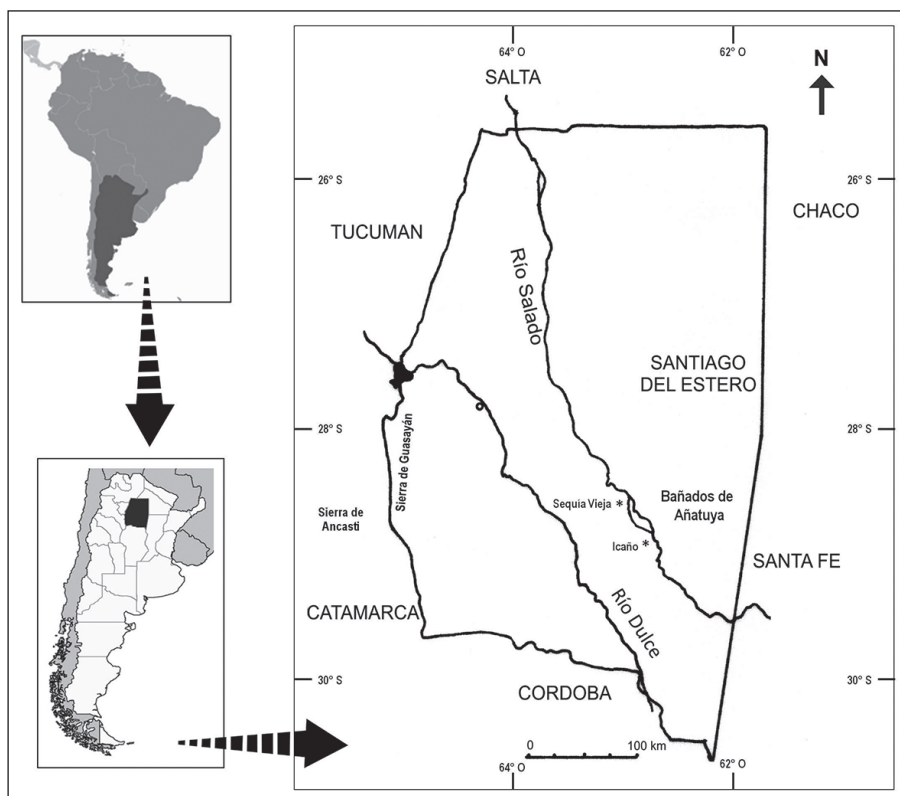 64° O
62° O
SALTA
N
26° S
26° S
CHACO
TUCUMAN
Río Salado
SANTIAGO
DEL ESTERO
28° S
28° S
Sierra de Guasayán
Sierra de
Ancasti
Sequia Vieja *
Bañados de
Añatuya
Icaño *
SANTA FE
CATAMARCA
Río Dulce
30° S
30° S
CORDOBA
0
100 km
64° O
62° O